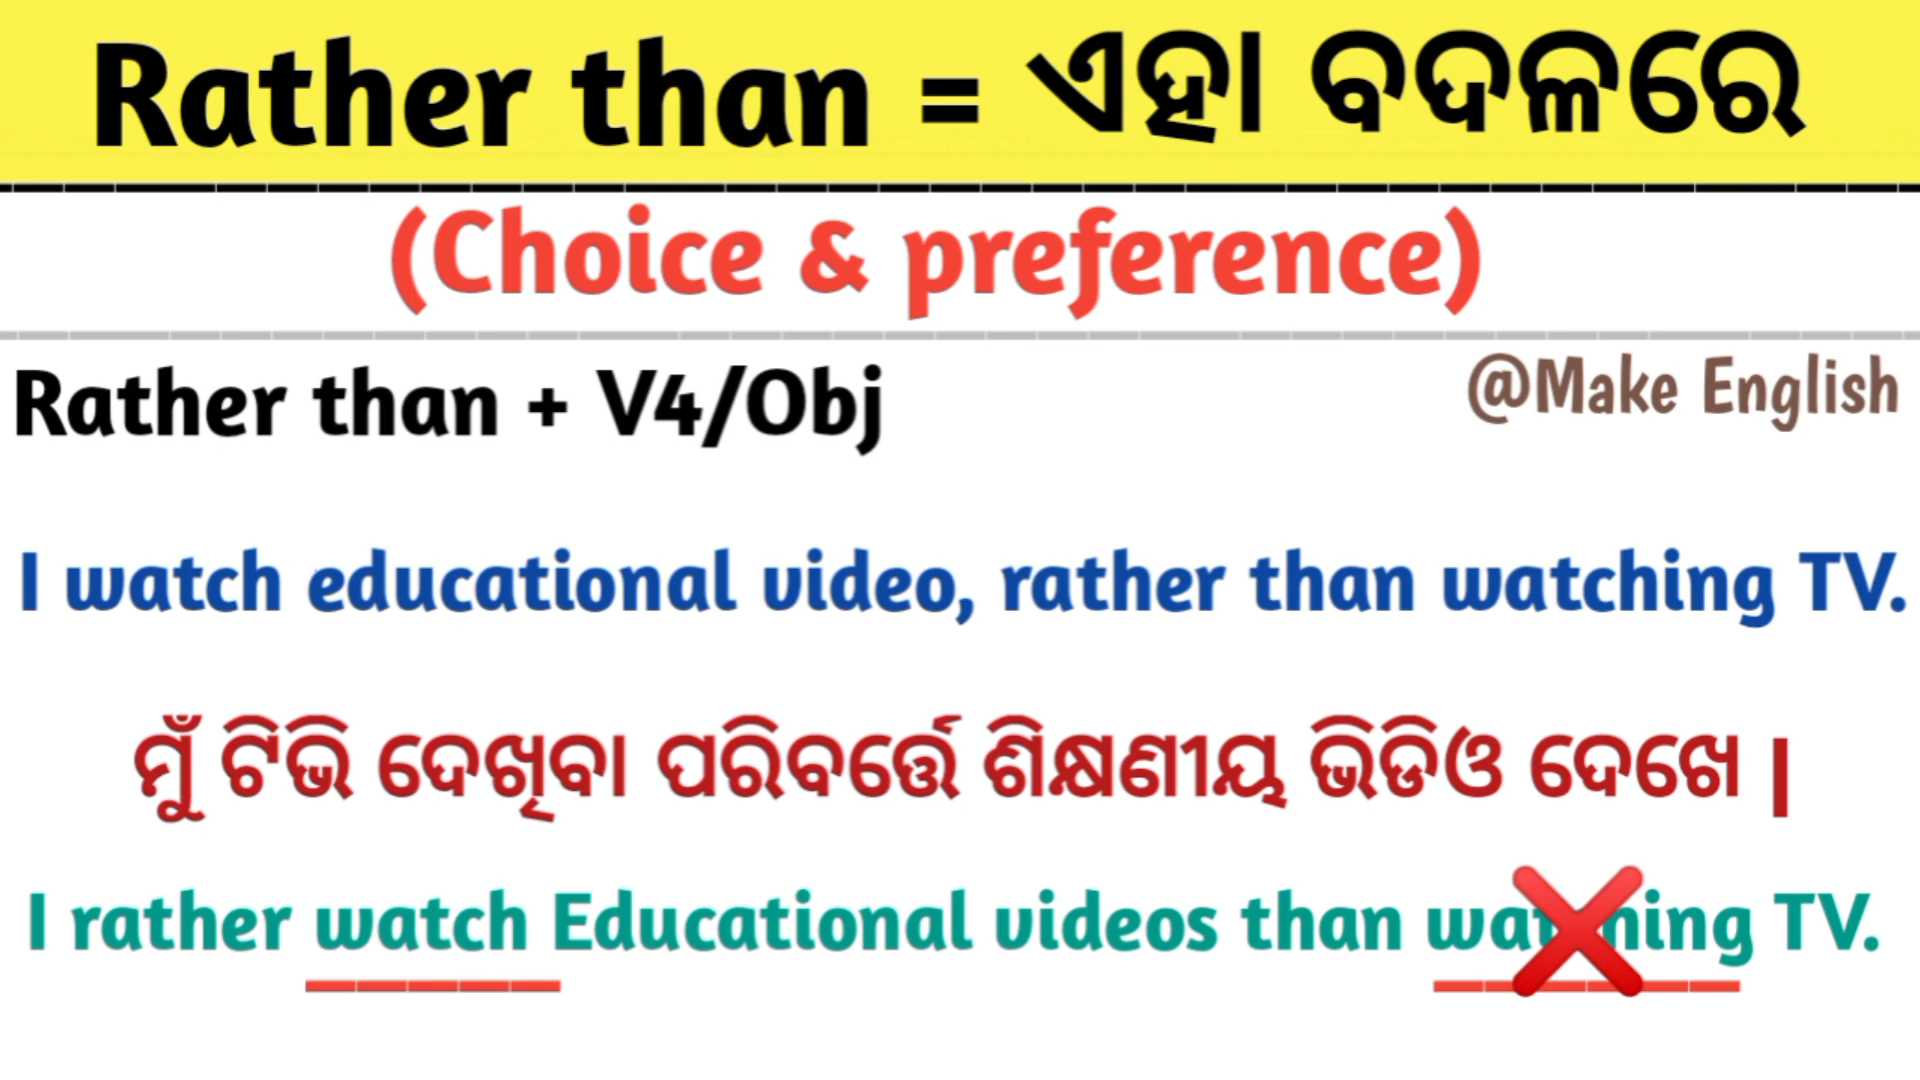 Rather than = ଏହା ବଦଳରେ
(Choice & preference)
Rather than + V4/Obj
@Make English
I watch educational video, rather than watching TV.
ମୁଁ ଟିଭି ଦେଖିବା ପରିବର୍ତ୍ତେ ଶିକ୍ଷଣୀୟ ଭିଡିଓ ଦେଖେ |
I rather watch Educational videos than watching TV.